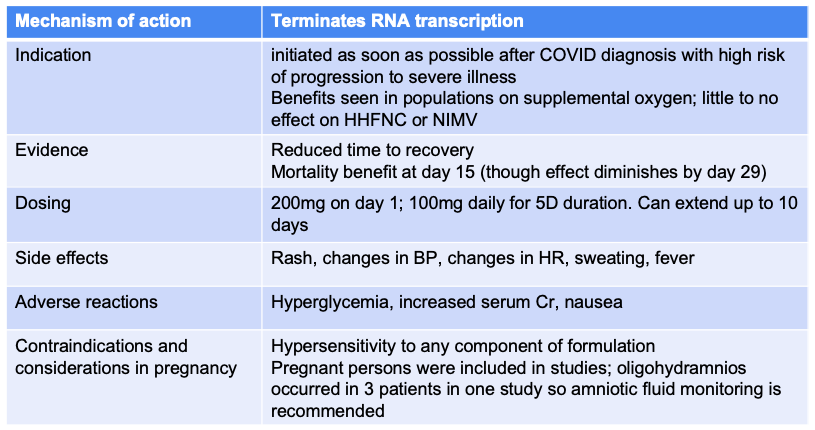 Mechanism of action
Terminates RNA transcription
Indication
initiated as soon as possible after COVID diagnosis with high risk
of progression to severe illness
Benefits seen in populations on supplemental oxygen; little to no
effect on HHFNC or NIMV
Evidence
Reduced time to recovery
Mortality benefit at day 15 (though effect diminishes by day 29)
Dosing
200mg on day 1; 100mg daily for 5D duration. Can extend up to 10
days
Side effects
Rash, changes in BP, changes in HR, sweating, fever
Adverse reactions
Hyperglycemia, increased serum Cr, nausea
Contraindications and
considerations in pregnancy
Hypersensitivity to any component of formulation
Pregnant persons were included in studies; oligohydramnios
occurred in 3 patients in one study so amniotic fluid monitoring is
recommended